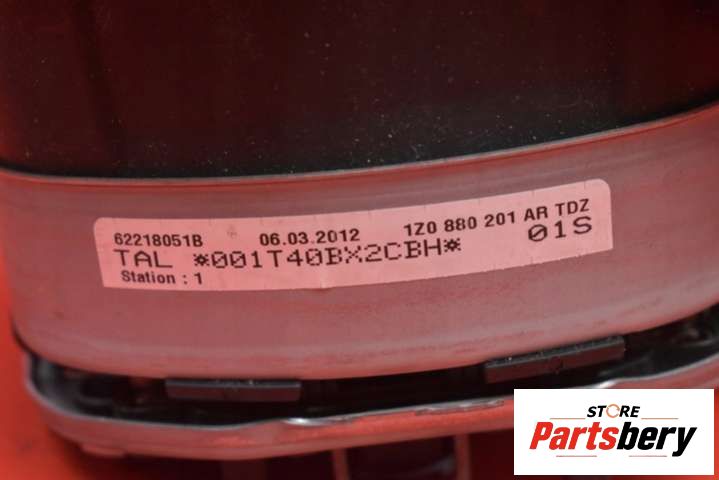 62218051B 06.03.2012 1Z0 880 201 AR TDZ
TAL *001T40BX2CBH* 01S
Station : 1
STORE
Partsbery